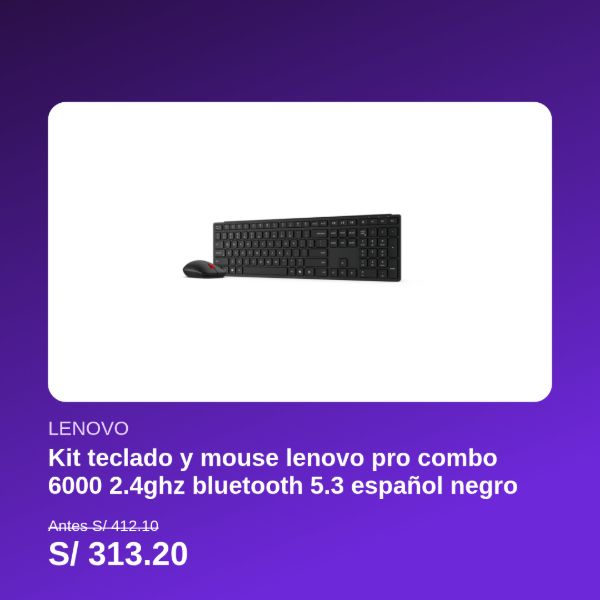 LENOVO
Kit teclado y mouse lenovo pro combo
6000 2.4ghz bluetooth 5.3 español negro
Antes S/ 412.10
S/ 313.20